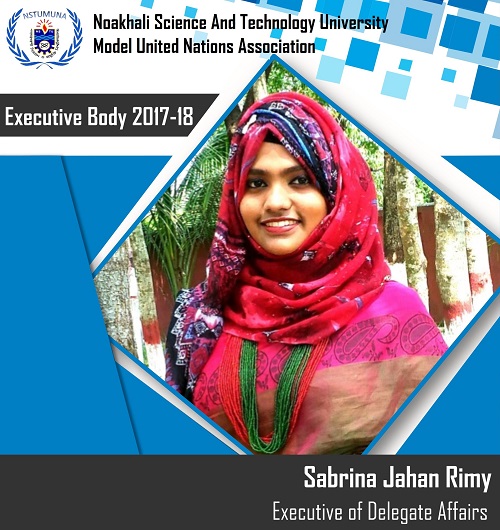 NSTUMUNA
Noakhali Science And Technology University
Model United Nations Association
Executive Body 2017-18
Sabrina Jahan Rimy
Executive of Delegate Affairs